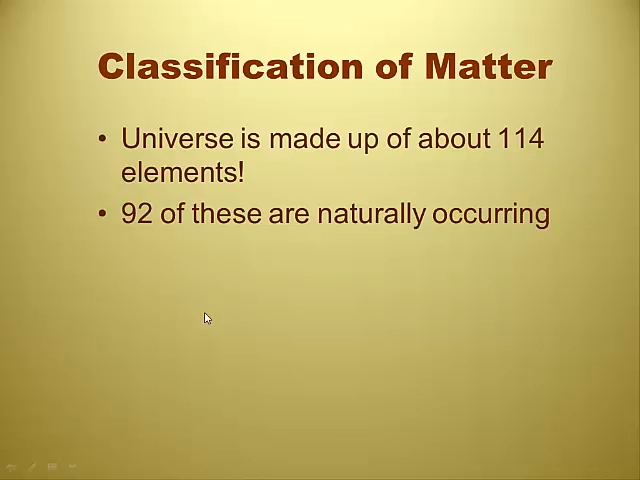 Classification of Matter
• Universe is made up of about 114
elements!
• 92 of these are naturally occurring